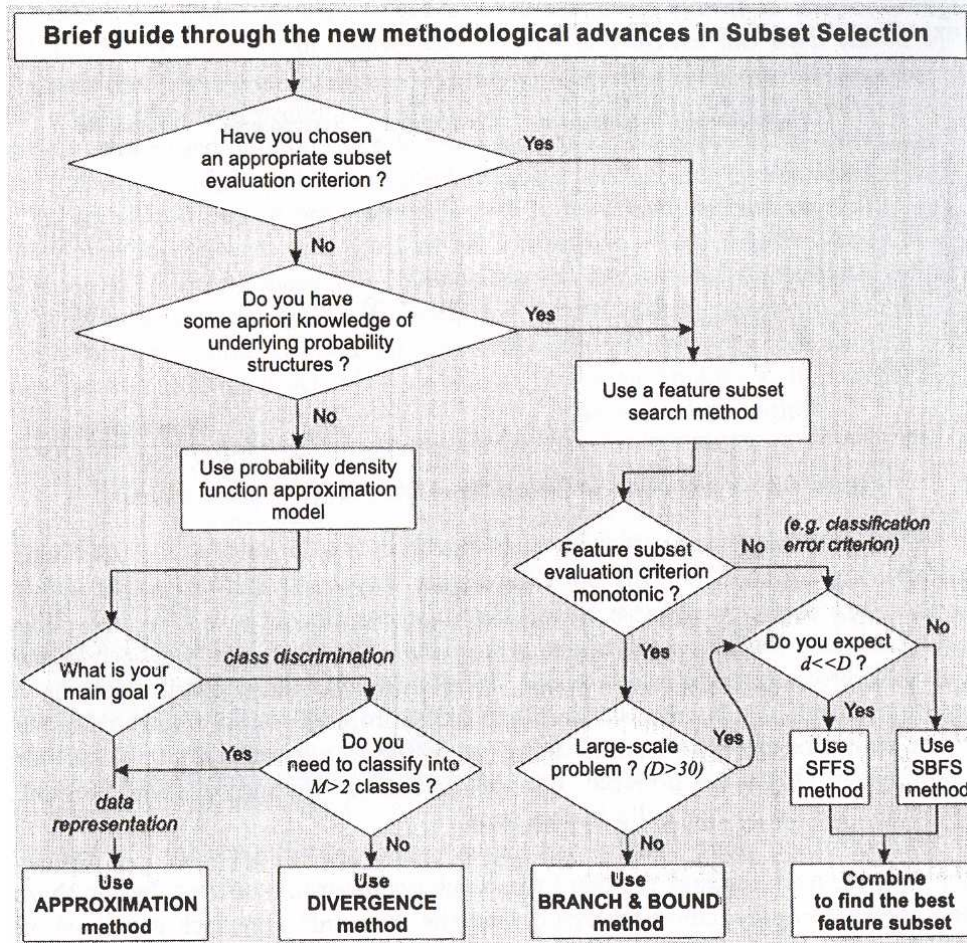 Brief guide through the new methodological advances in Subset Selection
Have you chosen
an appropriate subset
evaluation criterion ?
Yes
No
Do you have
some apriori knowledge of
underlying probability
structures ?
Yes
No
Use a feature subset
search method
Use probability density
function approximation
model
Feature subset
evaluation criterion
monotonic ?
No
(e.g. classification
error criterion)
Yes
Do you expect
d<<D ?
No
Yes
What is your
main goal ?
class discrimination
Do you
need to classify into
M>2 classes ?
Yes
No
data
representation
Large-scale
problem ? (D>30)
Yes
No
Use
SFFS
method
Use
SBFS
method
Use
APPROXIMATION
method
Use
DIVERGENCE
method
Use
BRANCH & BOUND
method
Combine
to find the best
feature subset